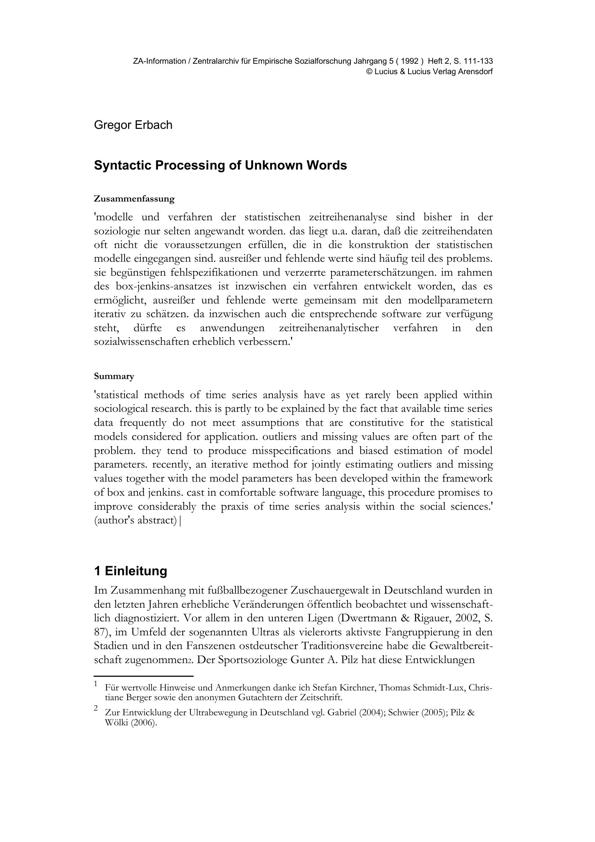 ZA-Information / Zentralarchiv für Empirische Sozialforschung Jahrgang 5 ( 1992 ) Heft 2, S. 111-133
© Lucius & Lucius Verlag Arensdorf
Gregor Erbach
Syntactic Processing of Unknown Words
Zusammenfassung
'modelle und verfahren der statistischen zeitreihenanalyse sind bisher in der
soziologie nur selten angewandt worden. das liegt u.a. daran, daß die zeitreihendaten
oft nicht die voraussetzungen erfüllen, die in die konstruktion der statistischen
modelle eingegangen sind. ausreißer und fehlende werte sind häufig teil des problems.
sie begünstigen fehlspezifikationen und verzerrte parameterschätzungen. im rahmen
des box-jenkins-ansatzes ist inzwischen ein verfahren entwickelt worden, das es
ermöglicht, ausreißer und fehlende werte gemeinsam mit den modellparametern
iterativ zu schätzen. da inzwischen auch die entsprechende software zur verfügung
steht, dürfte es anwendungen zeitreihenanalytischer verfahren in den
sozialwissenschaften erheblich verbessern.'
Summary
'statistical methods of time series analysis have as yet rarely been applied within
sociological research. this is partly to be explained by the fact that available time series
data frequently do not meet assumptions that are constitutive for the statistical
models considered for application. outliers and missing values are often part of the
problem. they tend to produce misspecifications and biased estimation of model
parameters. recently, an iterative method for jointly estimating outliers and missing
values together with the model parameters has been developed within the framework
of box and jenkins. cast in comfortable software language, this procedure promises to
improve considerably the praxis of time series analysis within the social sciences.'
(author's abstract)|
1 Einleitung
Im Zusammenhang mit fußballbezogener Zuschauergewalt in Deutschland wurden in
den letzten Jahren erhebliche Veränderungen öffentlich beobachtet und wissenschaft-
lich diagnostiziert. Vor allem in den unteren Ligen (Dwertmann & Rigauer, 2002, S.
87), im Umfeld der sogenannten Ultras als vielerorts aktivste Fangruppierung in den
Stadien und in den Fanszenen ostdeutscher Traditionsvereine habe die Gewaltbereit-
schaft zugenommen2. Der Sportsoziologe Gunter A. Pilz hat diese Entwicklungen
1 Für wertvolle Hinweise und Anmerkungen danke ich Stefan Kirchner, Thomas Schmidt-Lux, Chris-
tiane Berger sowie den anonymen Gutachtern der Zeitschrift.
2 Zur Entwicklung der Ultrabewegung in Deutschland vgl. Gabriel (2004); Schwier (2005); Pilz &
Wölki (2006).